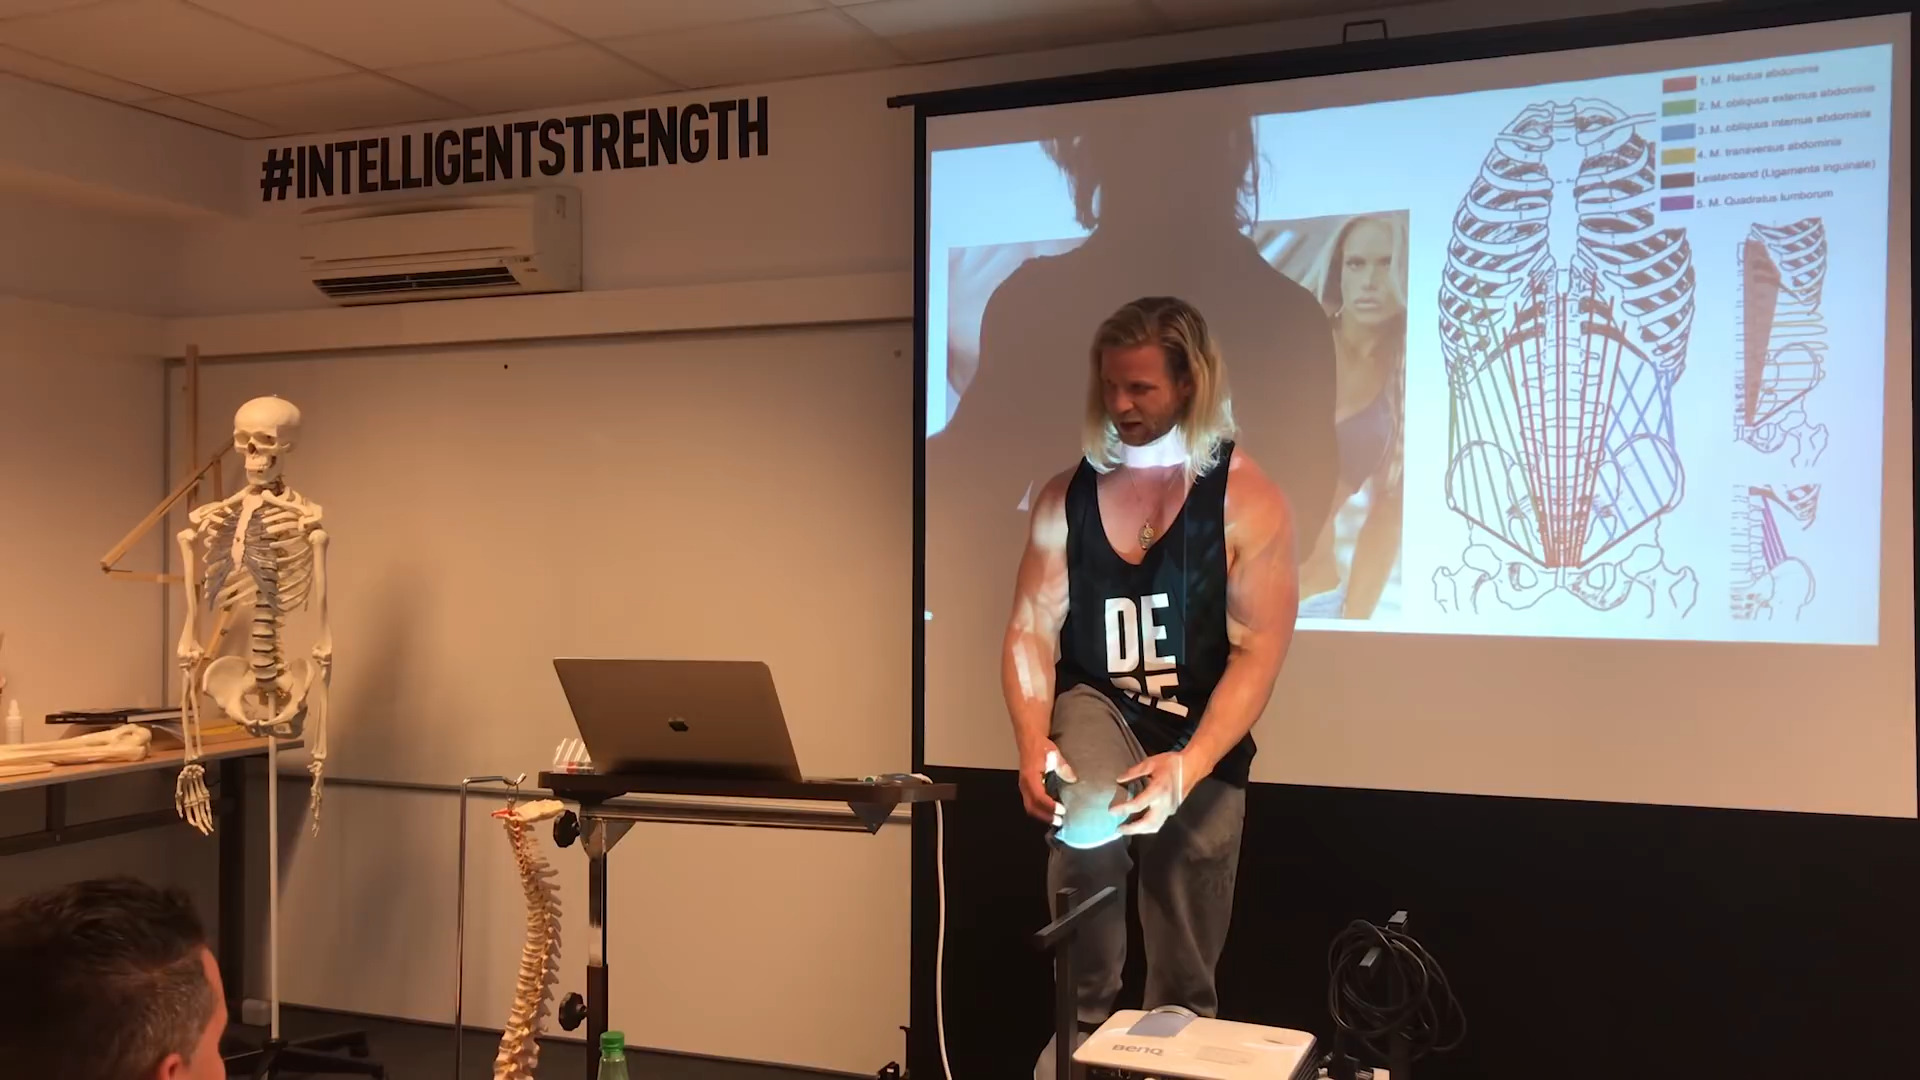 #INTELLIGENTSTRENGTH
1. M. Rectus abdominis
2. M. obliquus externus abdominis
3. M. obliquus internus abdominis
4. M. transversus abdominis
Leistenband (Ligamenta inguinale)
5. M. Quadratus lumborum
DE
BenQ